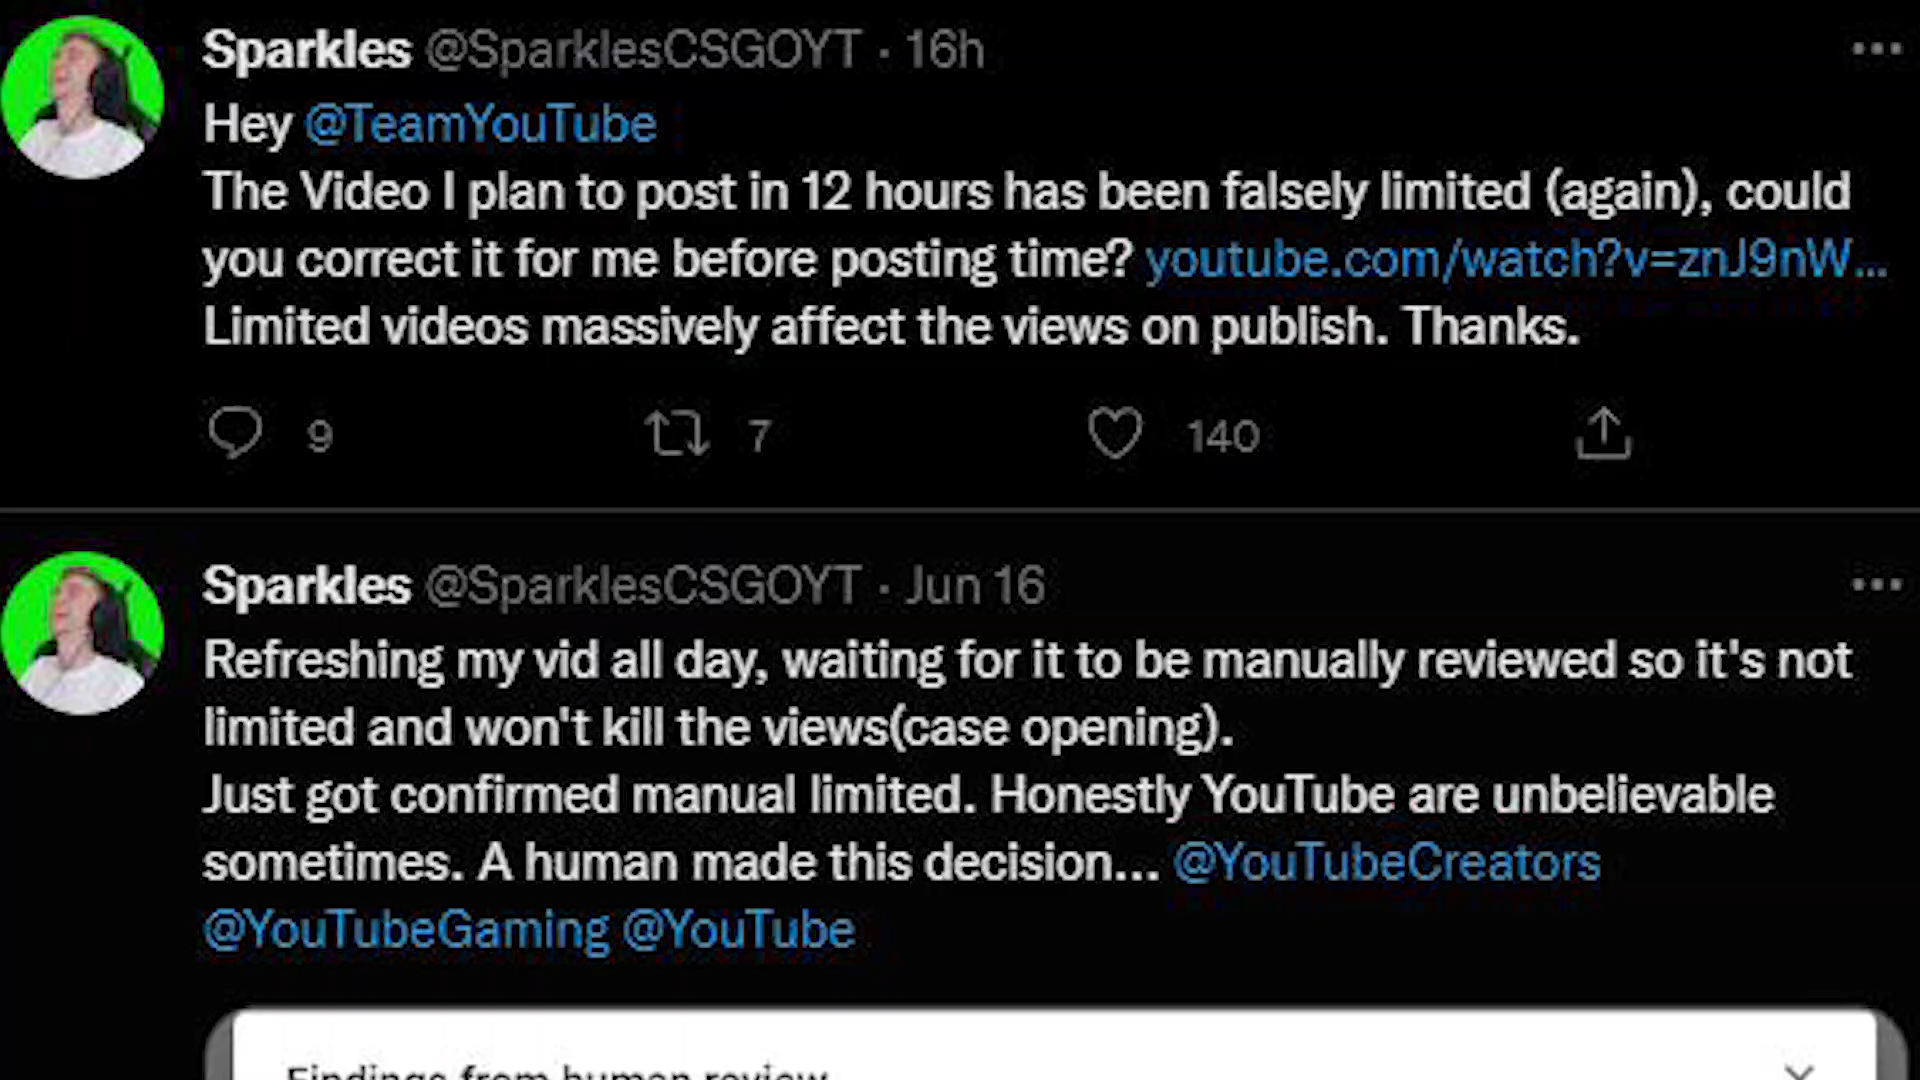 Sparkles @SparklesCSGOYT · 16h
Hey @TeamYouTube
The Video I plan to post in 12 hours has been falsely limited (again), could
you correct it for me before posting time? youtube.com/watch?v=znJ9nW...
Limited videos massively affect the views on publish. Thanks.
9 7 140
Sparkles @SparklesCSGOYT · Jun 16
Refreshing my vid all day, waiting for it to be manually reviewed so it's not
limited and won't kill the views(case opening).
Just got confirmed manual limited. Honestly YouTube are unbelievable
sometimes. A human made this decision... @YouTubeCreators
@YouTubeGaming @YouTube
Findings from human review